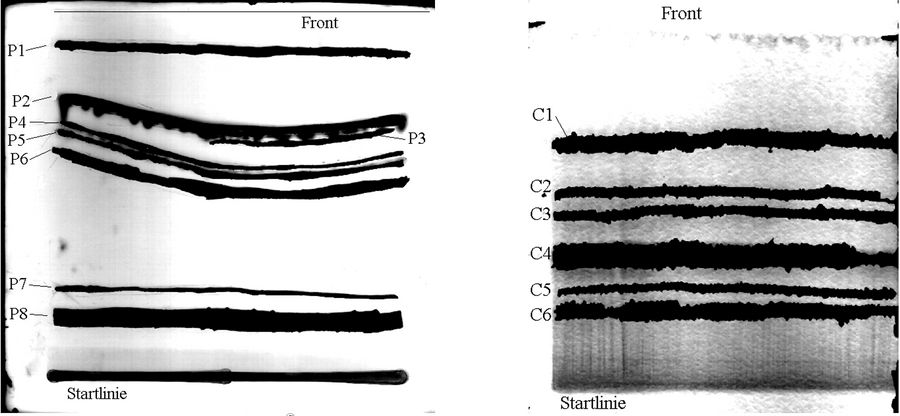 Front
P1
P2
P4
P3
P5
P6
P7
P8
Startlinie
Front
C1
C2
C3
C4
C5
C6
Startlinie